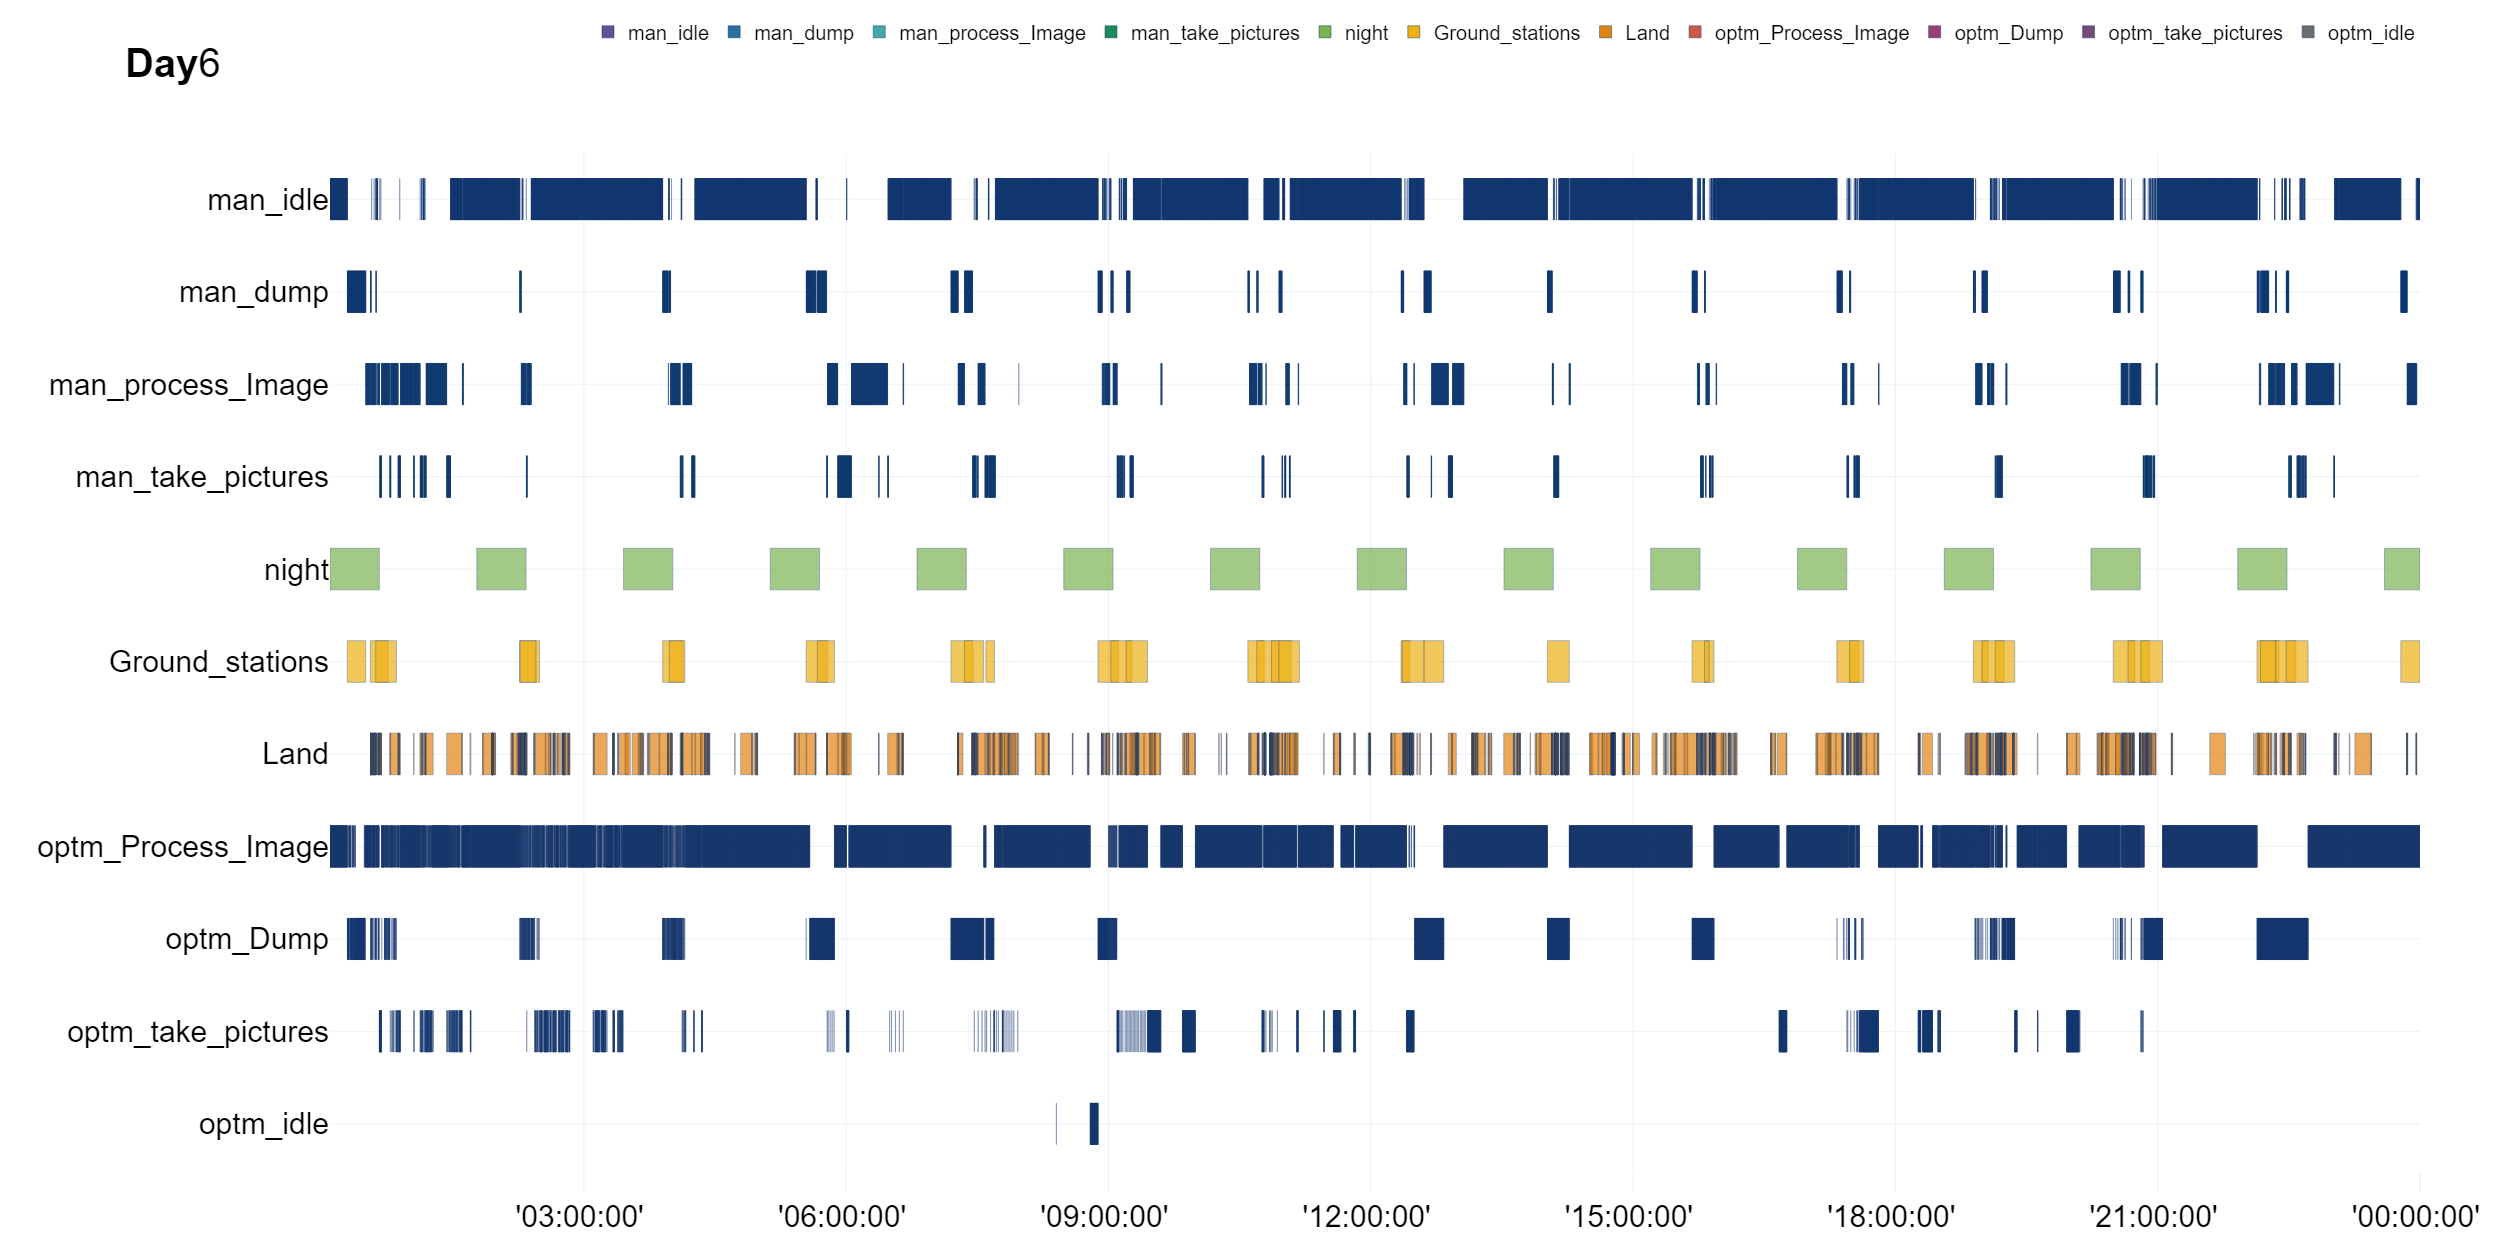 man_idle man_dump man_process_Image man_take_pictures night Ground_stations Land optm_Process_Image optm_Dump optm_take_pictures optm_idle
Day6
man_idle
man_dump
man_process_Image
man_take_pictures
night
Ground_stations
Land
optm_Process_Image
optm_Dump
optm_take_pictures
optm_idle
'03:00:00' '06:00:00' '09:00:00' '12:00:00' '15:00:00' '18:00:00' '21:00:00' '00:00:00'